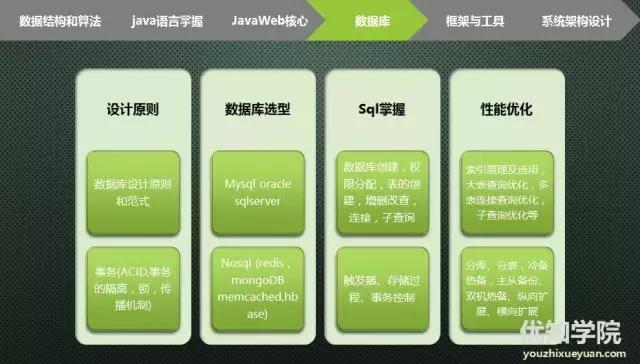 数据结构和算法
java语言掌握
JavaWeb核心
数据库
框架与工具
系统架构设计
设计原则
数据库设计原则
和范式
事务(ACID,事务
的隔离，锁，传
播机制)
数据库选型
Mysql oracle
sqlserver
Nosql (redis，
mongoDB
memcached,hb
ase)
Sql掌握
数据库创建，权
限分配，表的创
建，增删改查，
连接，子查询
触发器、存储过
程、事务控制
性能优化
索引原理及适用，
大表查询优化，多
表连接查询优化，
子查询优化等
分库、分表，冷备
热备，主从备份、
双机热备、纵向扩
展、横向扩展
优知学院
youzhixueyuan.com